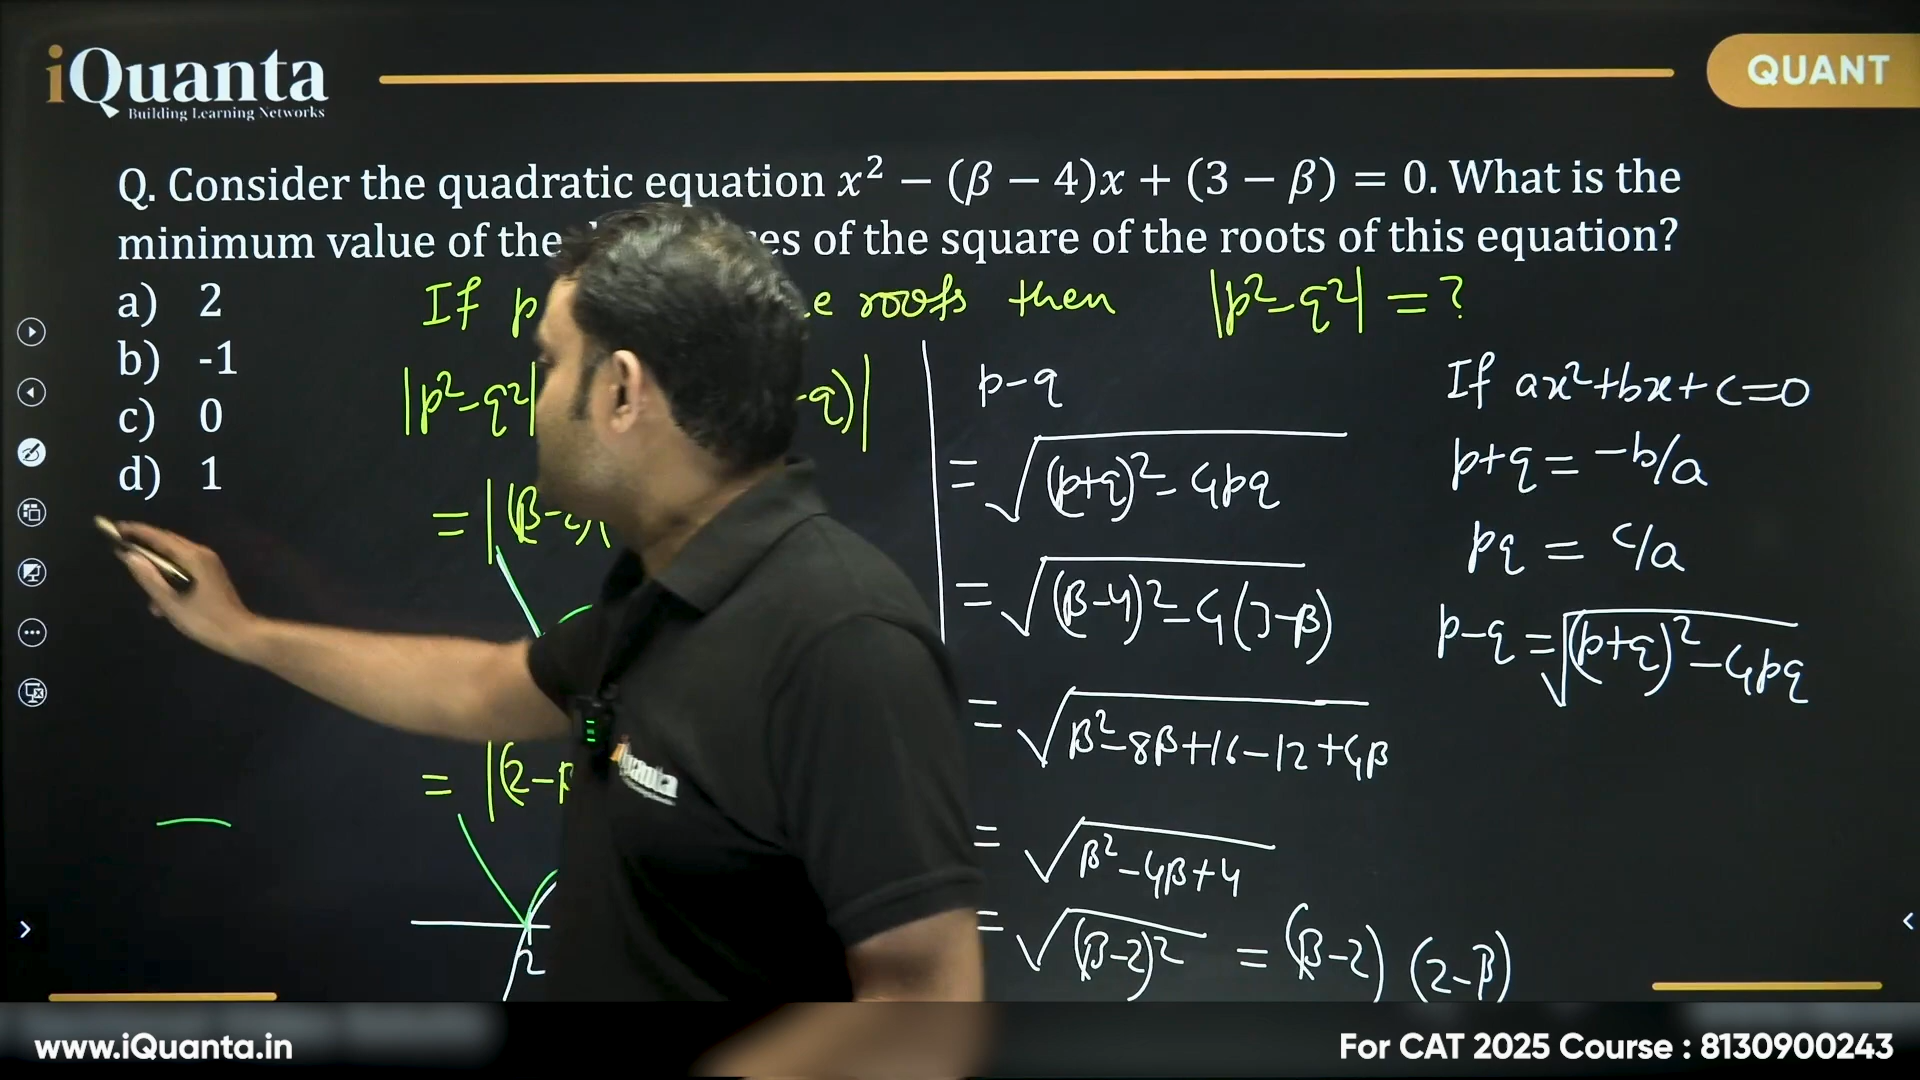 iQuanta
Building Learning Networks
QUANT
Q. Consider the quadratic equation x² − (β − 4)x + (3 − β) = 0. What is the
minimum value of the es of the square of the roots of this equation?
a) 2
b) -1
c) 0
d) 1
If p e roots then |p²-q²| = ?
|p²-q²| -q)|
= |(β-
= |(2-β
2
p-q
= √(p+q)²-4pq
= √(β-4)²-4(3-β)
= √β²-8β+16-12+4β
= √β²-4β+4
= √(β-2)² = (β-2) (2-β)
If ax²+bx+c=0
p+q = -b/a
pq = c/a
p-q = √(p+q)²-4pq
iQuanta
www.iQuanta.in
For CAT 2025 Course : 8130900243